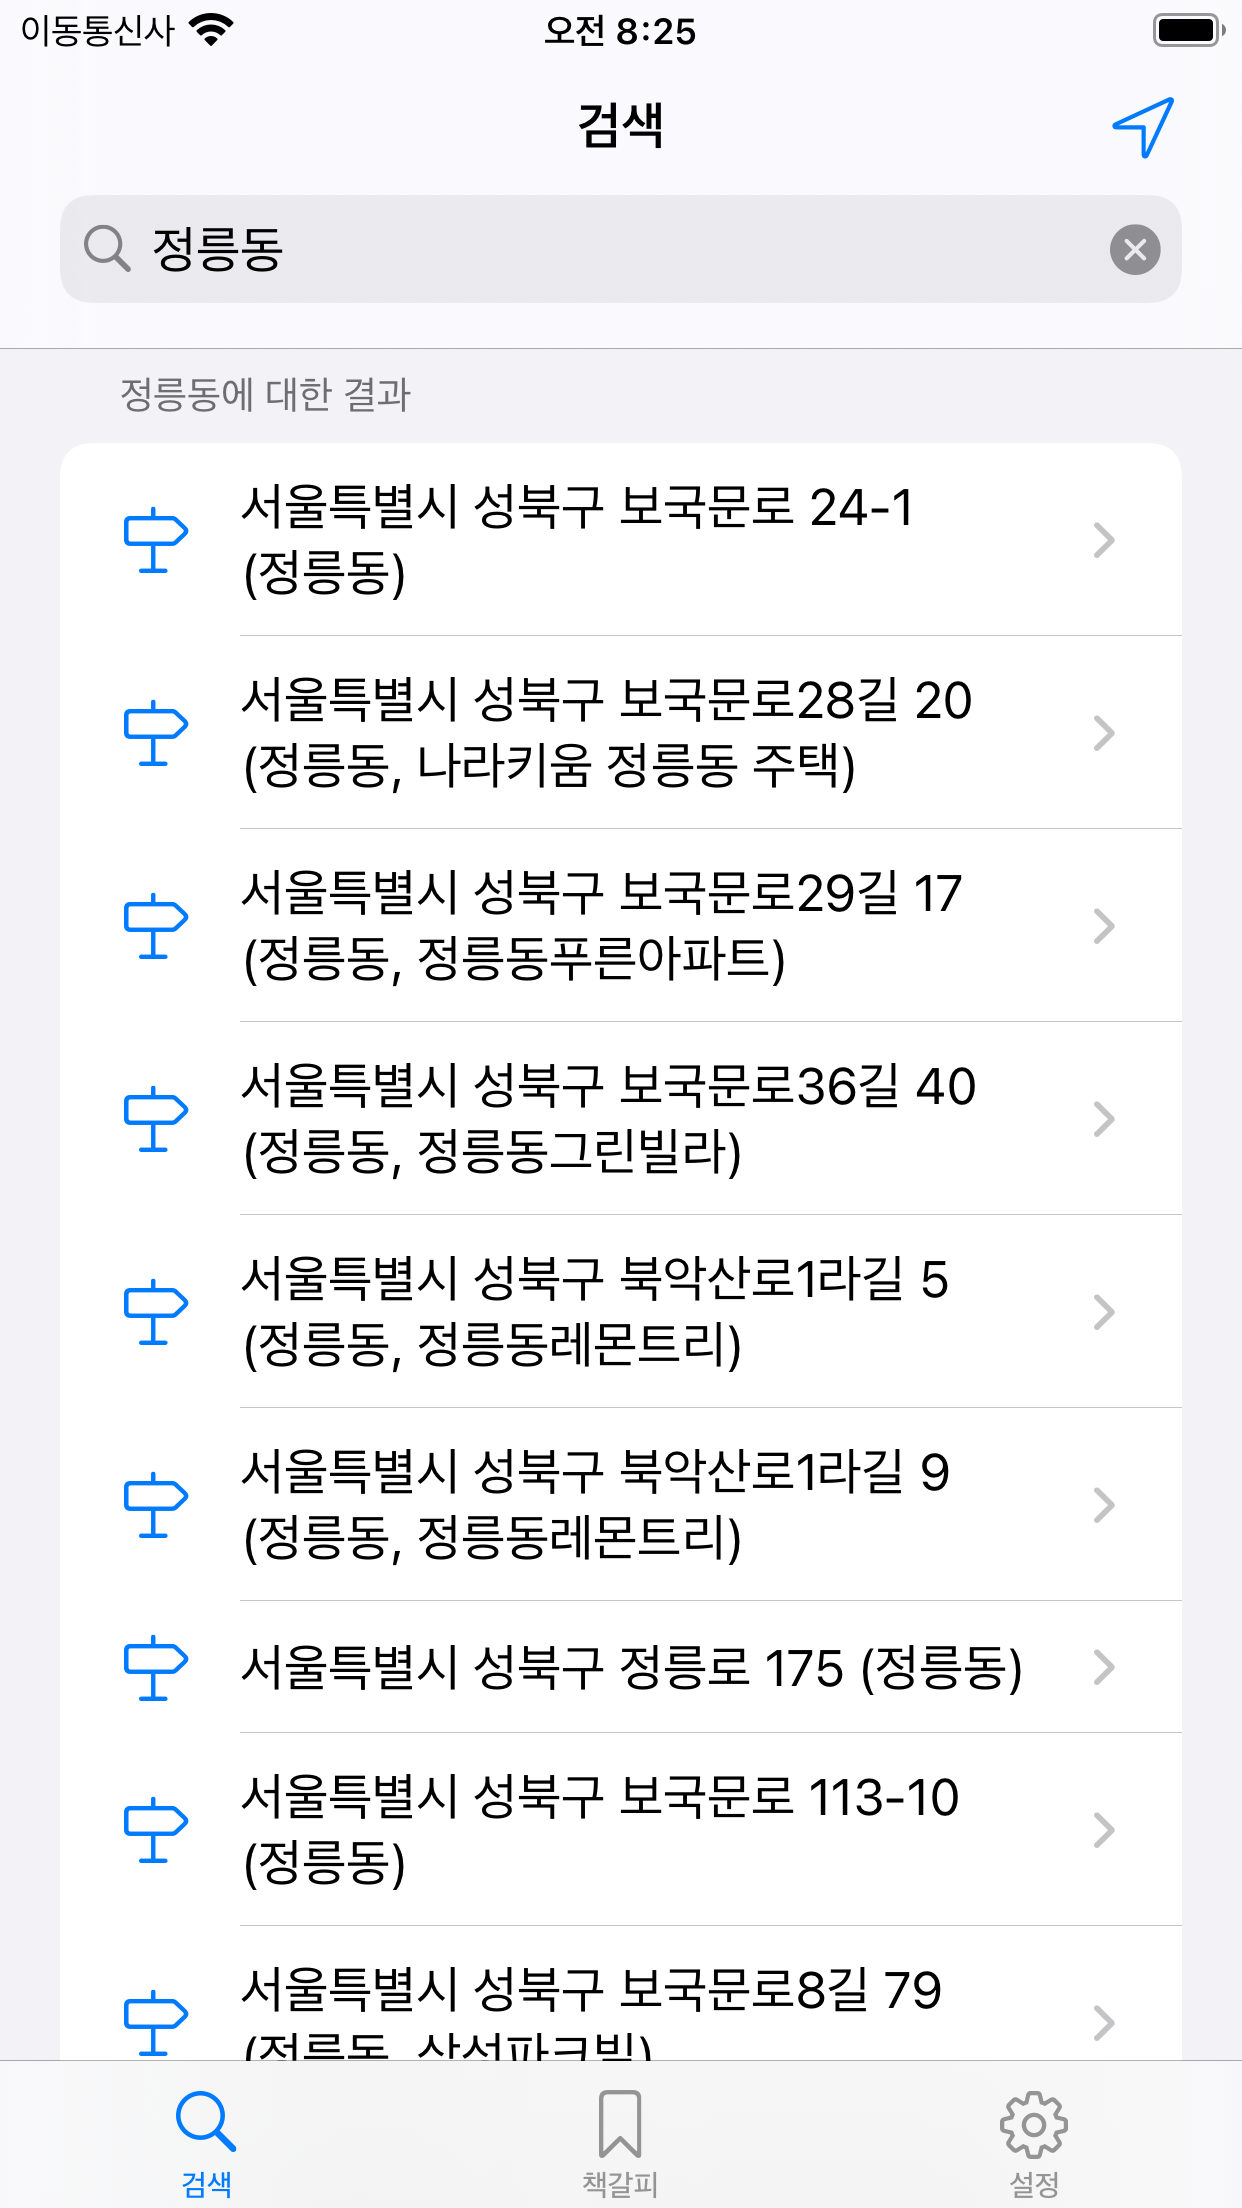 이동통신사
오전 8:25
검색
정릉동
정릉동에 대한 결과
서울특별시 성북구 보국문로 24-1
(정릉동)
서울특별시 성북구 보국문로28길 20
(정릉동, 나라키움 정릉동 주택)
서울특별시 성북구 보국문로29길 17
(정릉동, 정릉동푸른아파트)
서울특별시 성북구 보국문로36길 40
(정릉동, 정릉동그린빌라)
서울특별시 성북구 북악산로1라길 5
(정릉동, 정릉동레몬트리)
서울특별시 성북구 북악산로1라길 9
(정릉동, 정릉동레몬트리)
서울특별시 성북구 정릉로 175 (정릉동)
서울특별시 성북구 보국문로 113-10
(정릉동)
서울특별시 성북구 보국문로8길 79
(정릉동,
검색
책갈피
설정